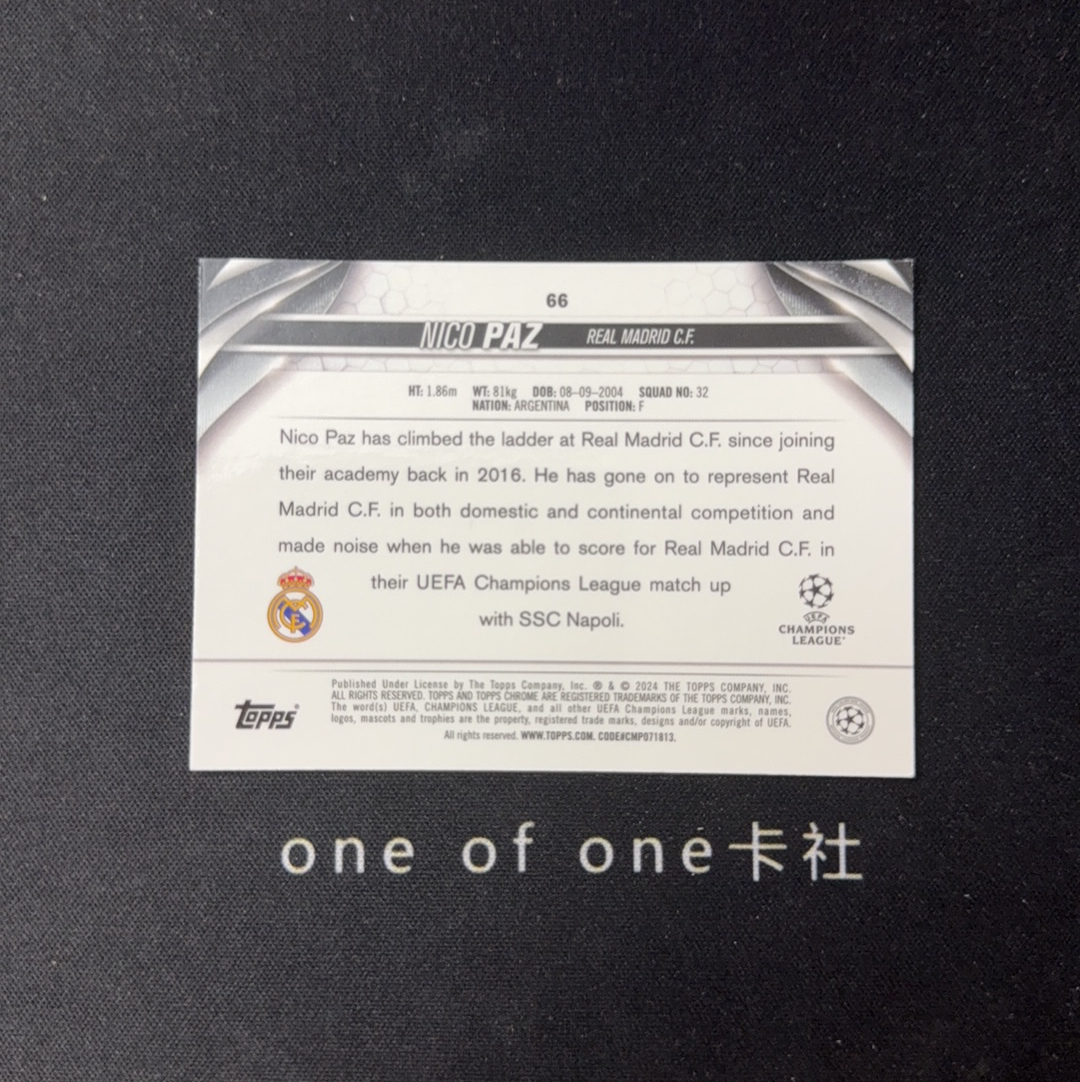 66
NICO PAZ REAL MADRID C.F.
HT: 1.86m WT: 81kg DOB: 08-09-2004 SQUAD NO: 32
NATION: ARGENTINA POSITION: F
Nico Paz has climbed the ladder at Real Madrid C.F. since joining
their academy back in 2016. He has gone on to represent Real
Madrid C.F. in both domestic and continental competition and
made noise when he was able to score for Real Madrid C.F. in
their UEFA Champions League match up
with SSC Napoli.
UEFA
CHAMPIONS
LEAGUE®
Topps®
Published Under License by The Topps Company, Inc. ® & © 2024 THE TOPPS COMPANY, INC.
ALL RIGHTS RESERVED. TOPPS AND TOPPS CHROME ARE REGISTERED TRADEMARKS OF THE TOPPS COMPANY, INC.
The word(s) UEFA, CHAMPIONS LEAGUE, and all other UEFA Champions League marks, names,
logos, mascots and trophies are the property, registered trade marks, designs and/or copyright of UEFA.
All rights reserved. WWW.TOPPS.COM. CODE#CMP071813.
one of one卡社